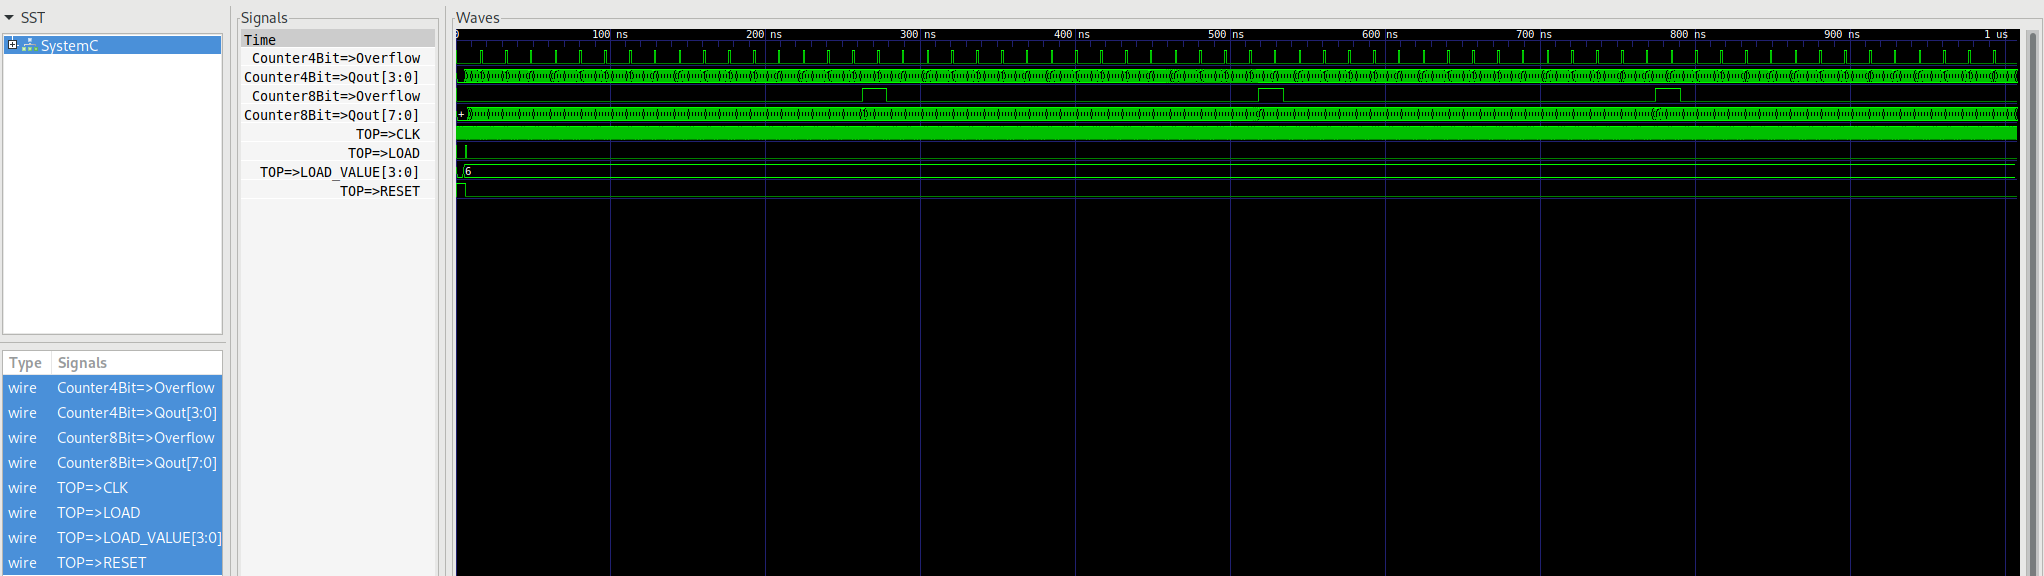 SST
SystemC
Type Signals
wire Counter4Bit=>Overflow
wire Counter4Bit=>Qout[3:0]
wire Counter8Bit=>Overflow
wire Counter8Bit=>Qout[7:0]
wire TOP=>CLK
wire TOP=>LOAD
wire TOP=>LOAD_VALUE[3:0]
wire TOP=>RESET
Signals
Time
Counter4Bit=>Overflow
Counter4Bit=>Qout[3:0]
Counter8Bit=>Overflow
Counter8Bit=>Qout[7:0]
TOP=>CLK
TOP=>LOAD
TOP=>LOAD_VALUE[3:0]
TOP=>RESET
Waves
0 100 ns 200 ns 300 ns 400 ns 500 ns 600 ns 700 ns 800 ns 900 ns 1 us
+
6